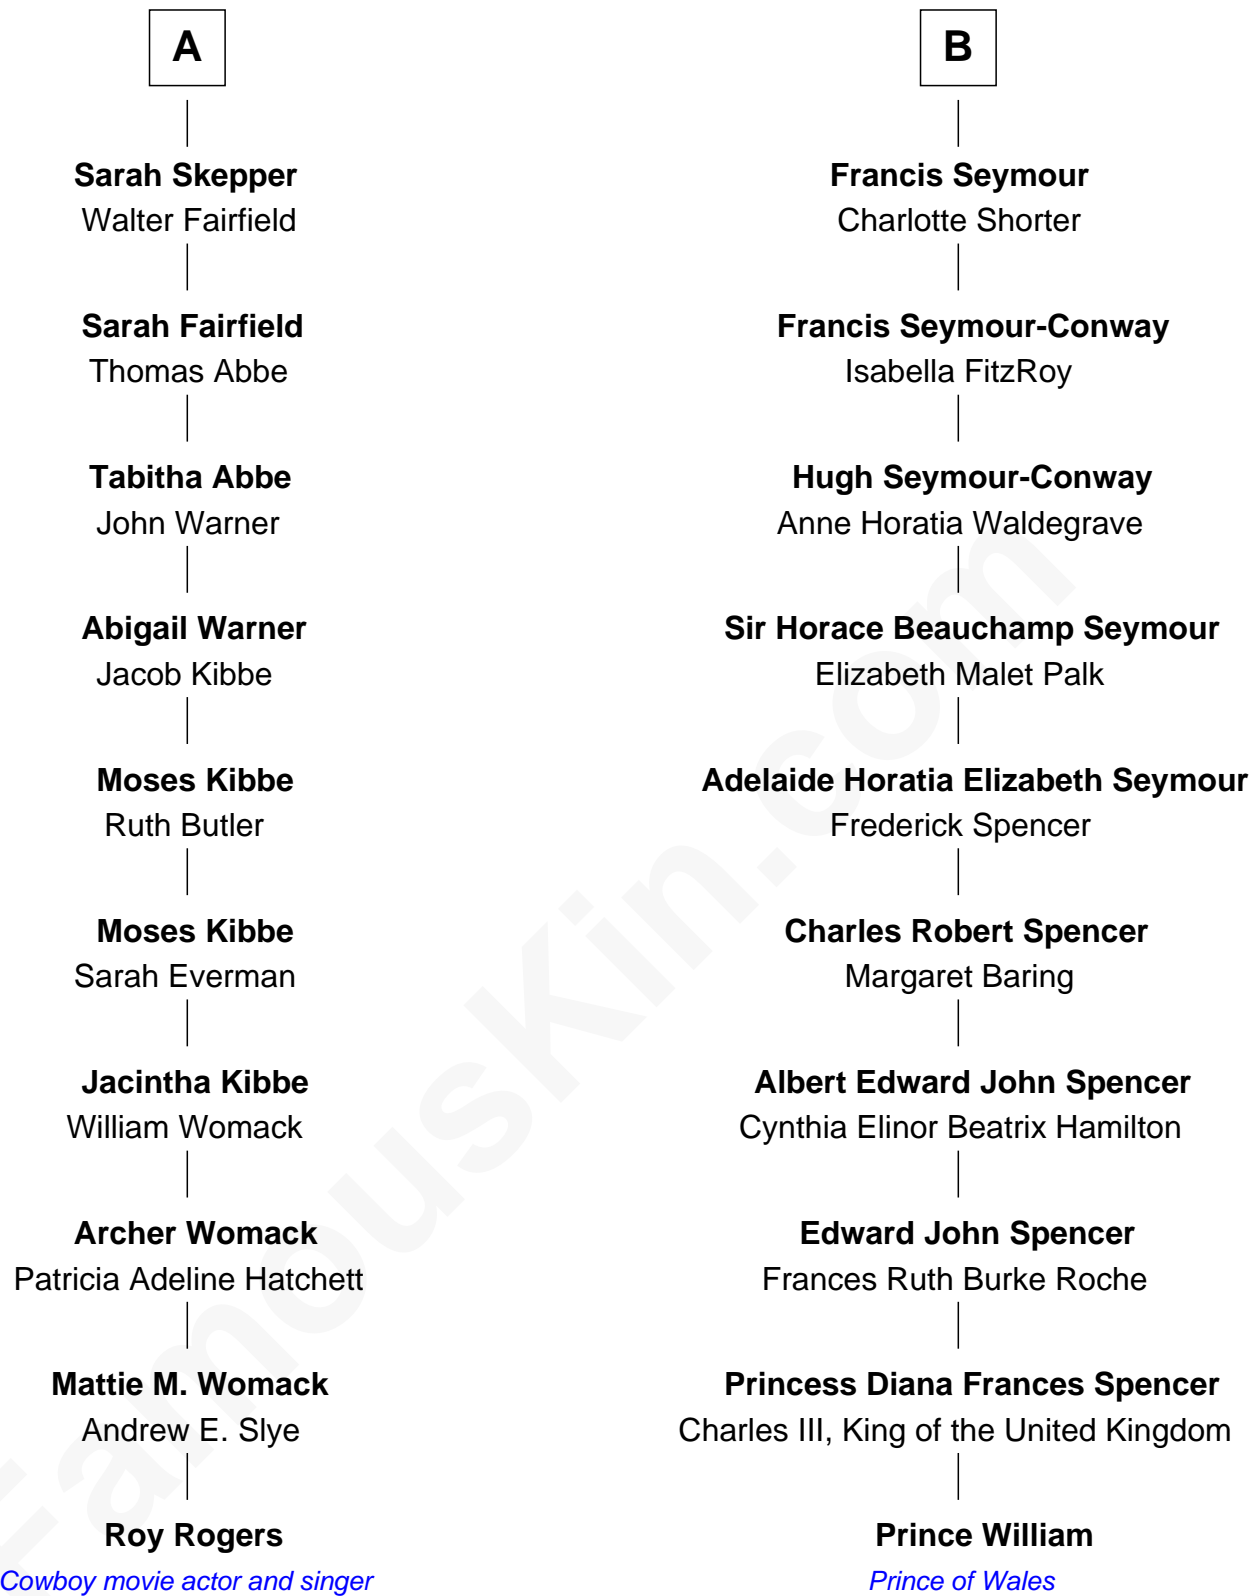 A
Sarah Skepper
Walter Fairfield
Sarah Fairfield
Thomas Abbe
Tabitha Abbe
John Warner
Abigail Warner
Jacob Kibbe
Moses Kibbe
Ruth Butler
Moses Kibbe
Sarah Everman
Jacintha Kibbe
William Womack
Archer Womack
Patricia Adeline Hatchett
Mattie M. Womack
Andrew E. Slye
Roy Rogers
Cowboy movie actor and singer
B
Francis Seymour
Charlotte Shorter
Francis Seymour-Conway
Isabella FitzRoy
Hugh Seymour-Conway
Anne Horatia Waldegrave
Sir Horace Beauchamp Seymour
Elizabeth Malet Palk
Adelaide Horatia Elizabeth Seymour
Frederick Spencer
Charles Robert Spencer
Margaret Baring
Albert Edward John Spencer
Cynthia Elinor Beatrix Hamilton
Edward John Spencer
Frances Ruth Burke Roche
Princess Diana Frances Spencer
Charles III, King of the United Kingdom
Prince William
Prince of Wales
FamousKin.com